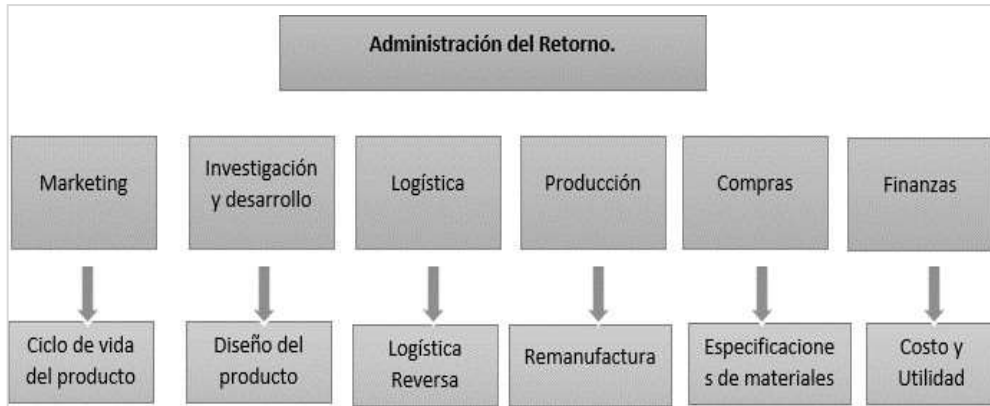 Administración del Retorno.
Marketing
Investigación
y desarrollo
Logística
Producción
Compras
Finanzas
Ciclo de vida
del producto
Diseño del
producto
Logística
Reversa
Remanufactura
Especificacione
s de materiales
Costo y
Utilidad